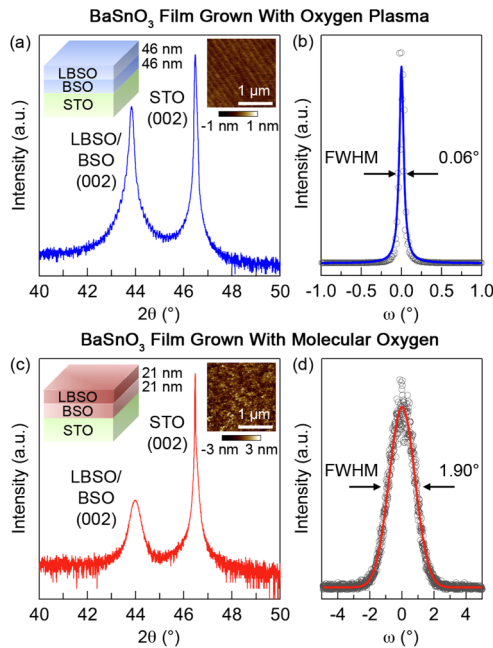 BaSnO₃ Film Grown With Oxygen Plasma
(a)
46 nm
46 nm
LBSO
BSO
STO
STO
(002)
1 µm
-1 nm 1 nm
LBSO/
BSO
(002)
Intensity (a.u.)
40 42 44 46 48 50
2θ (°)
(b)
FWHM 0.06°
Intensity (a.u.)
-1.0 -0.5 0.0 0.5 1.0
ω (°)
BaSnO₃ Film Grown With Molecular Oxygen
(c)
21 nm
21 nm
LBSO
BSO
STO
STO
(002)
1 µm
-3 nm 3 nm
LBSO/
BSO
(002)
Intensity (a.u.)
40 42 44 46 48 50
2θ (°)
(d)
FWHM 1.90°
Intensity (a.u.)
-4 -2 0 2 4
ω (°)